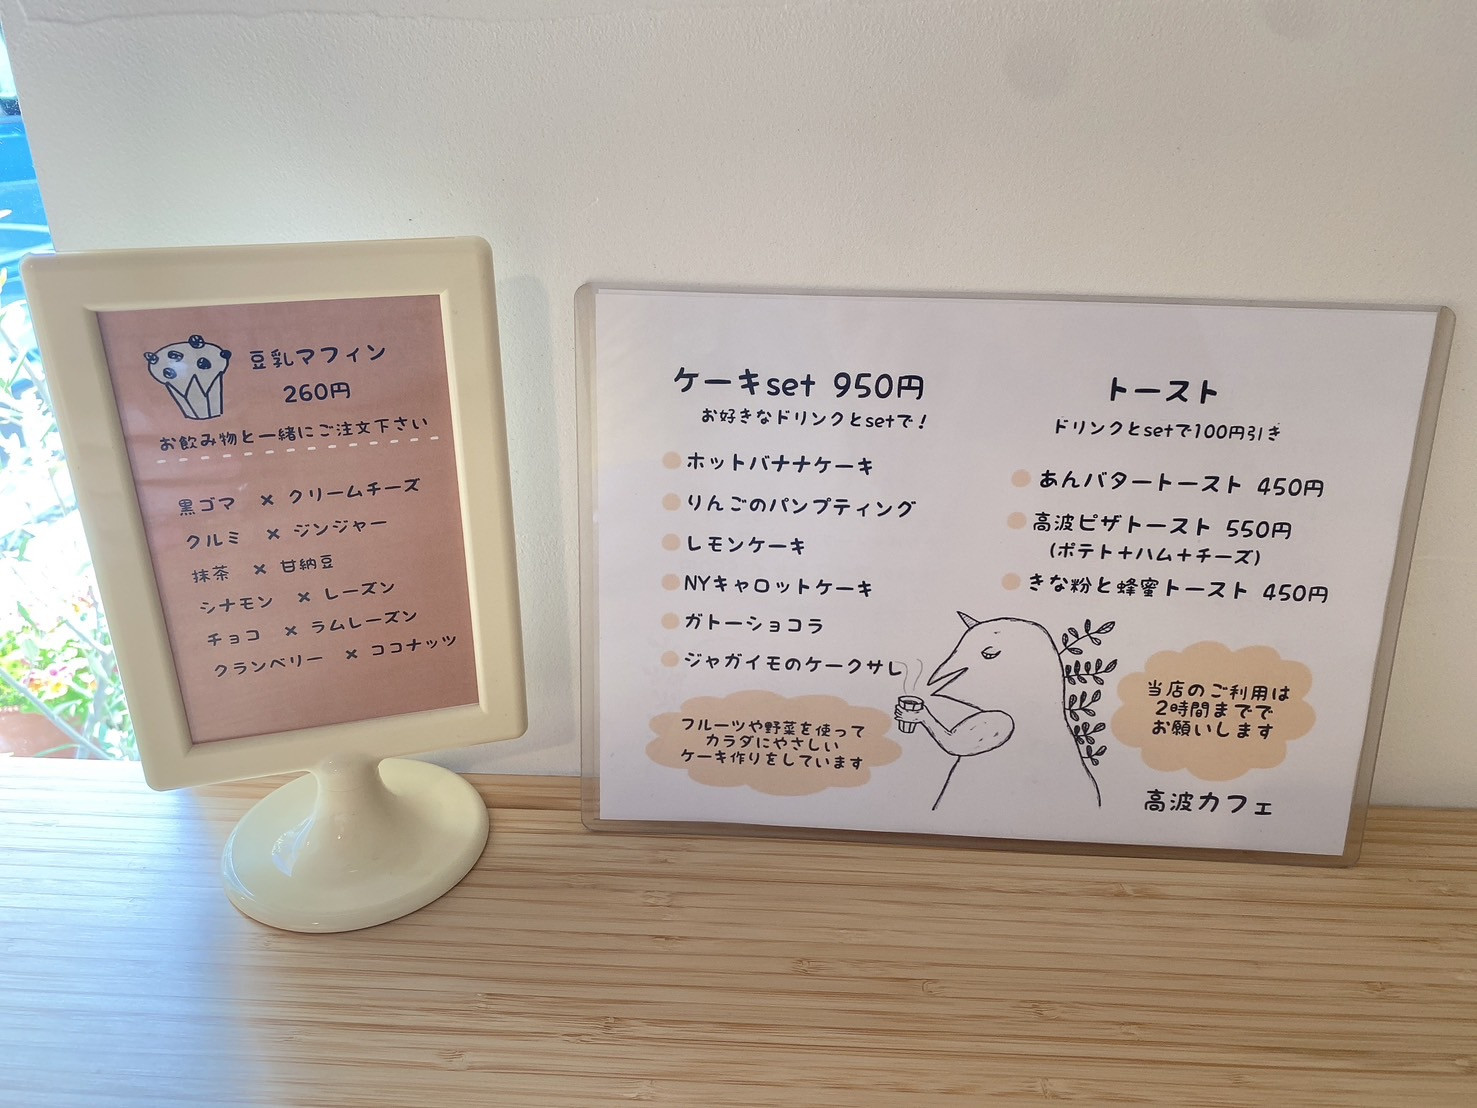 豆乳マフィン
260円
お飲み物と一緒にご注文下さい
黒ゴマ × クリームチーズ
クルミ × ジンジャー
抹茶 × 甘納豆
シナモン × レーズン
チョコ × ラムレーズン
クランベリー × ココナッツ
ケーキset 950円
お好きなドリンクとsetで！
ホットバナナケーキ
りんごのパンプティング
レモンケーキ
NYキャロットケーキ
ガトーショコラ
ジャガイモのケークサレ
フルーツや野菜を使って
カラダにやさしい
ケーキ作りをしています
トースト
ドリンクとsetで100円引き
あんバタートースト 450円
高波ピザトースト 550円
(ポテト+ハム+チーズ)
きな粉と蜂蜜トースト 450円
当店のご利用は
2時間までで
お願いします
高波カフェ